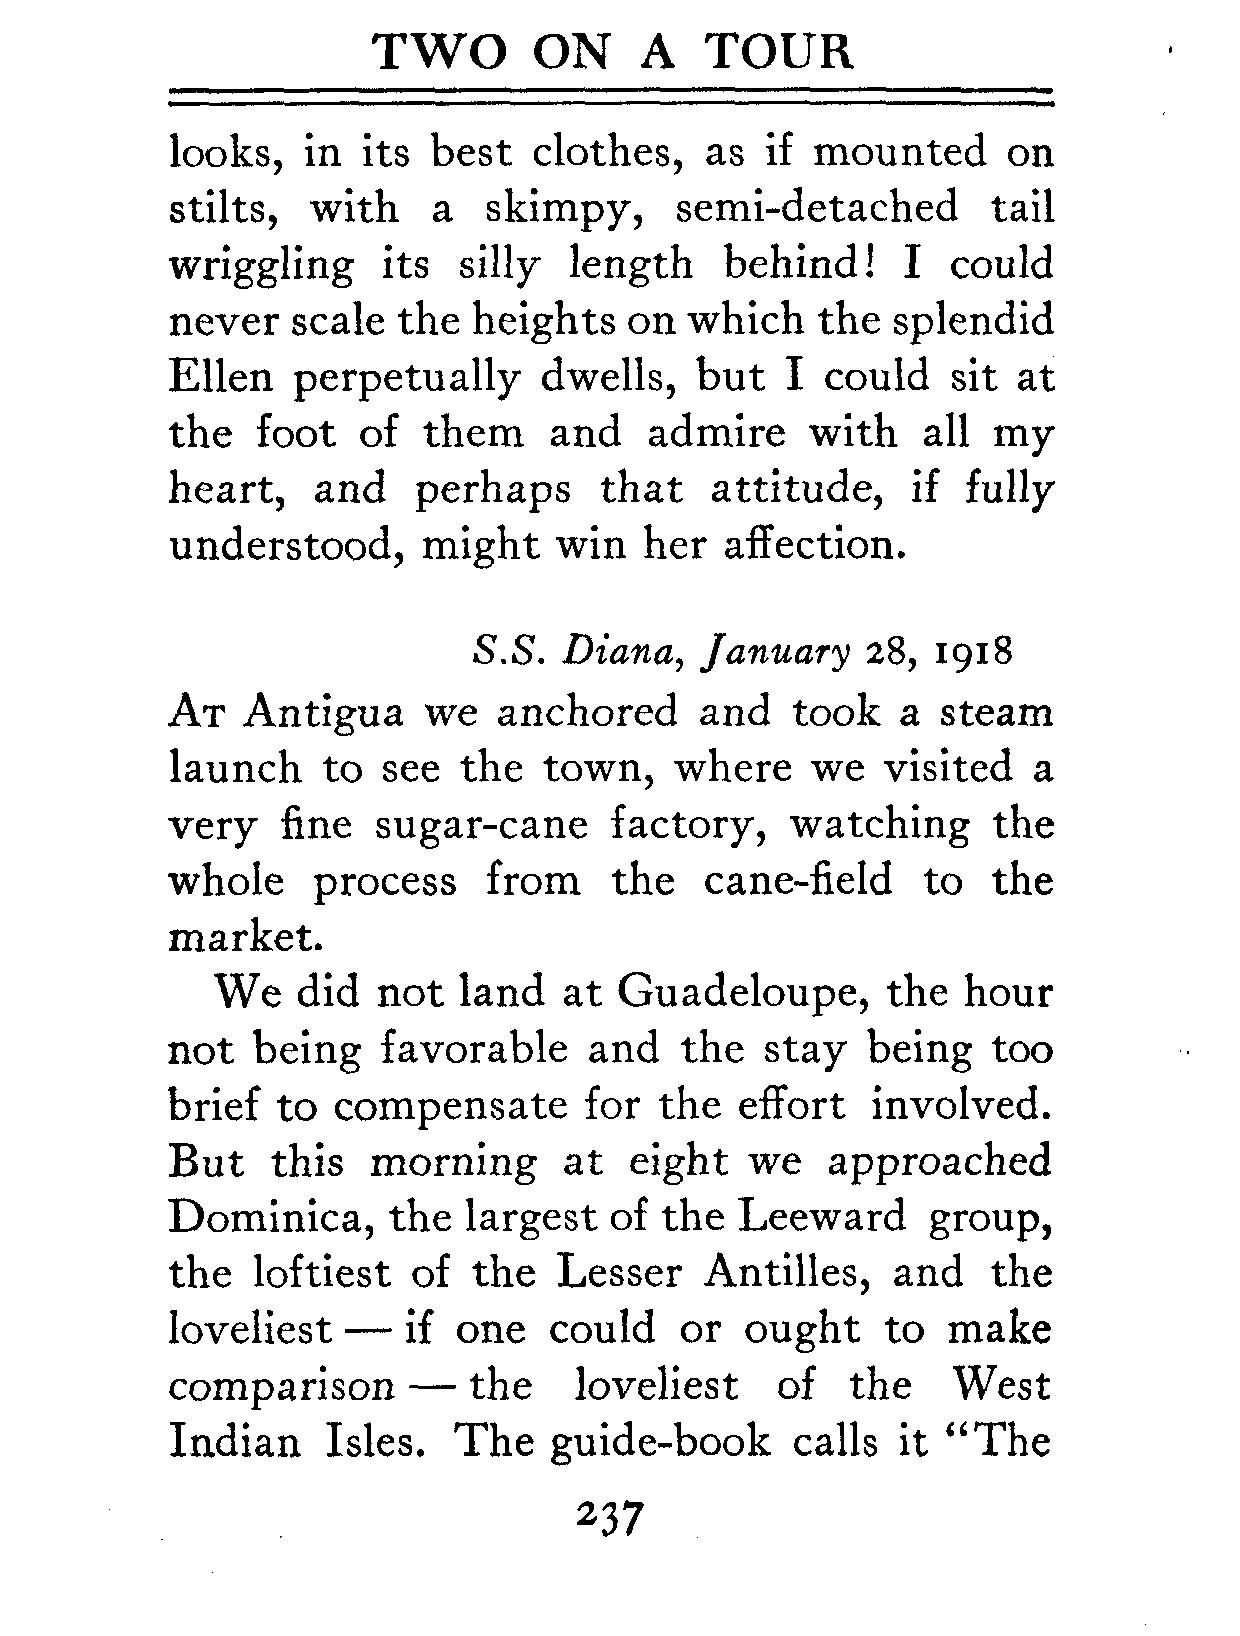 TWO ON A TOUR
looks, in its best clothes, as if mounted on
stilts, with a skimpy, semi-detached tail
wriggling its silly length behind! I could
never scale the heights on which the splendid
Ellen perpetually dwells, but I could sit at
the foot of them and admire with all my
heart, and perhaps that attitude, if fully
understood, might win her affection.
S.S. Diana, January 28, 1918
At Antigua we anchored and took a steam
launch to see the town, where we visited a
very fine sugar-cane factory, watching the
whole process from the cane-field to the
market.
We did not land at Guadeloupe, the hour
not being favorable and the stay being too
brief to compensate for the effort involved.
But this morning at eight we approached
Dominica, the largest of the Leeward group,
the loftiest of the Lesser Antilles, and the
loveliest — if one could or ought to make
comparison — the loveliest of the West
Indian Isles. The guide-book calls it “The
237